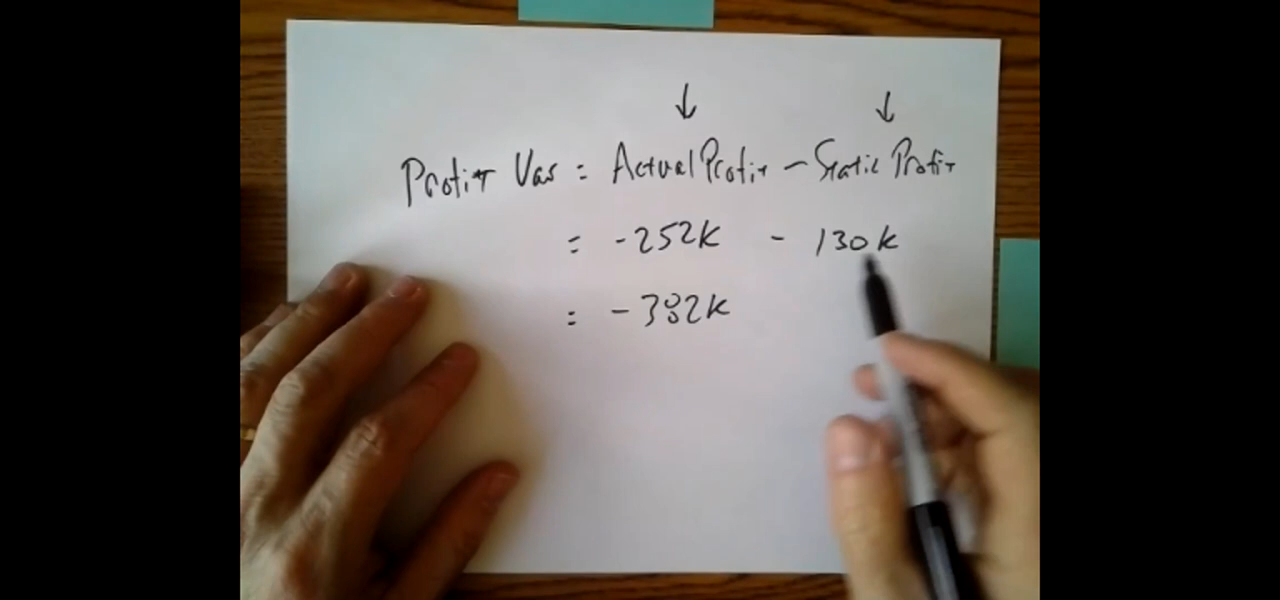 Profit Var = Actual Profit - Static Profit
= -252K - 130K
= -382K